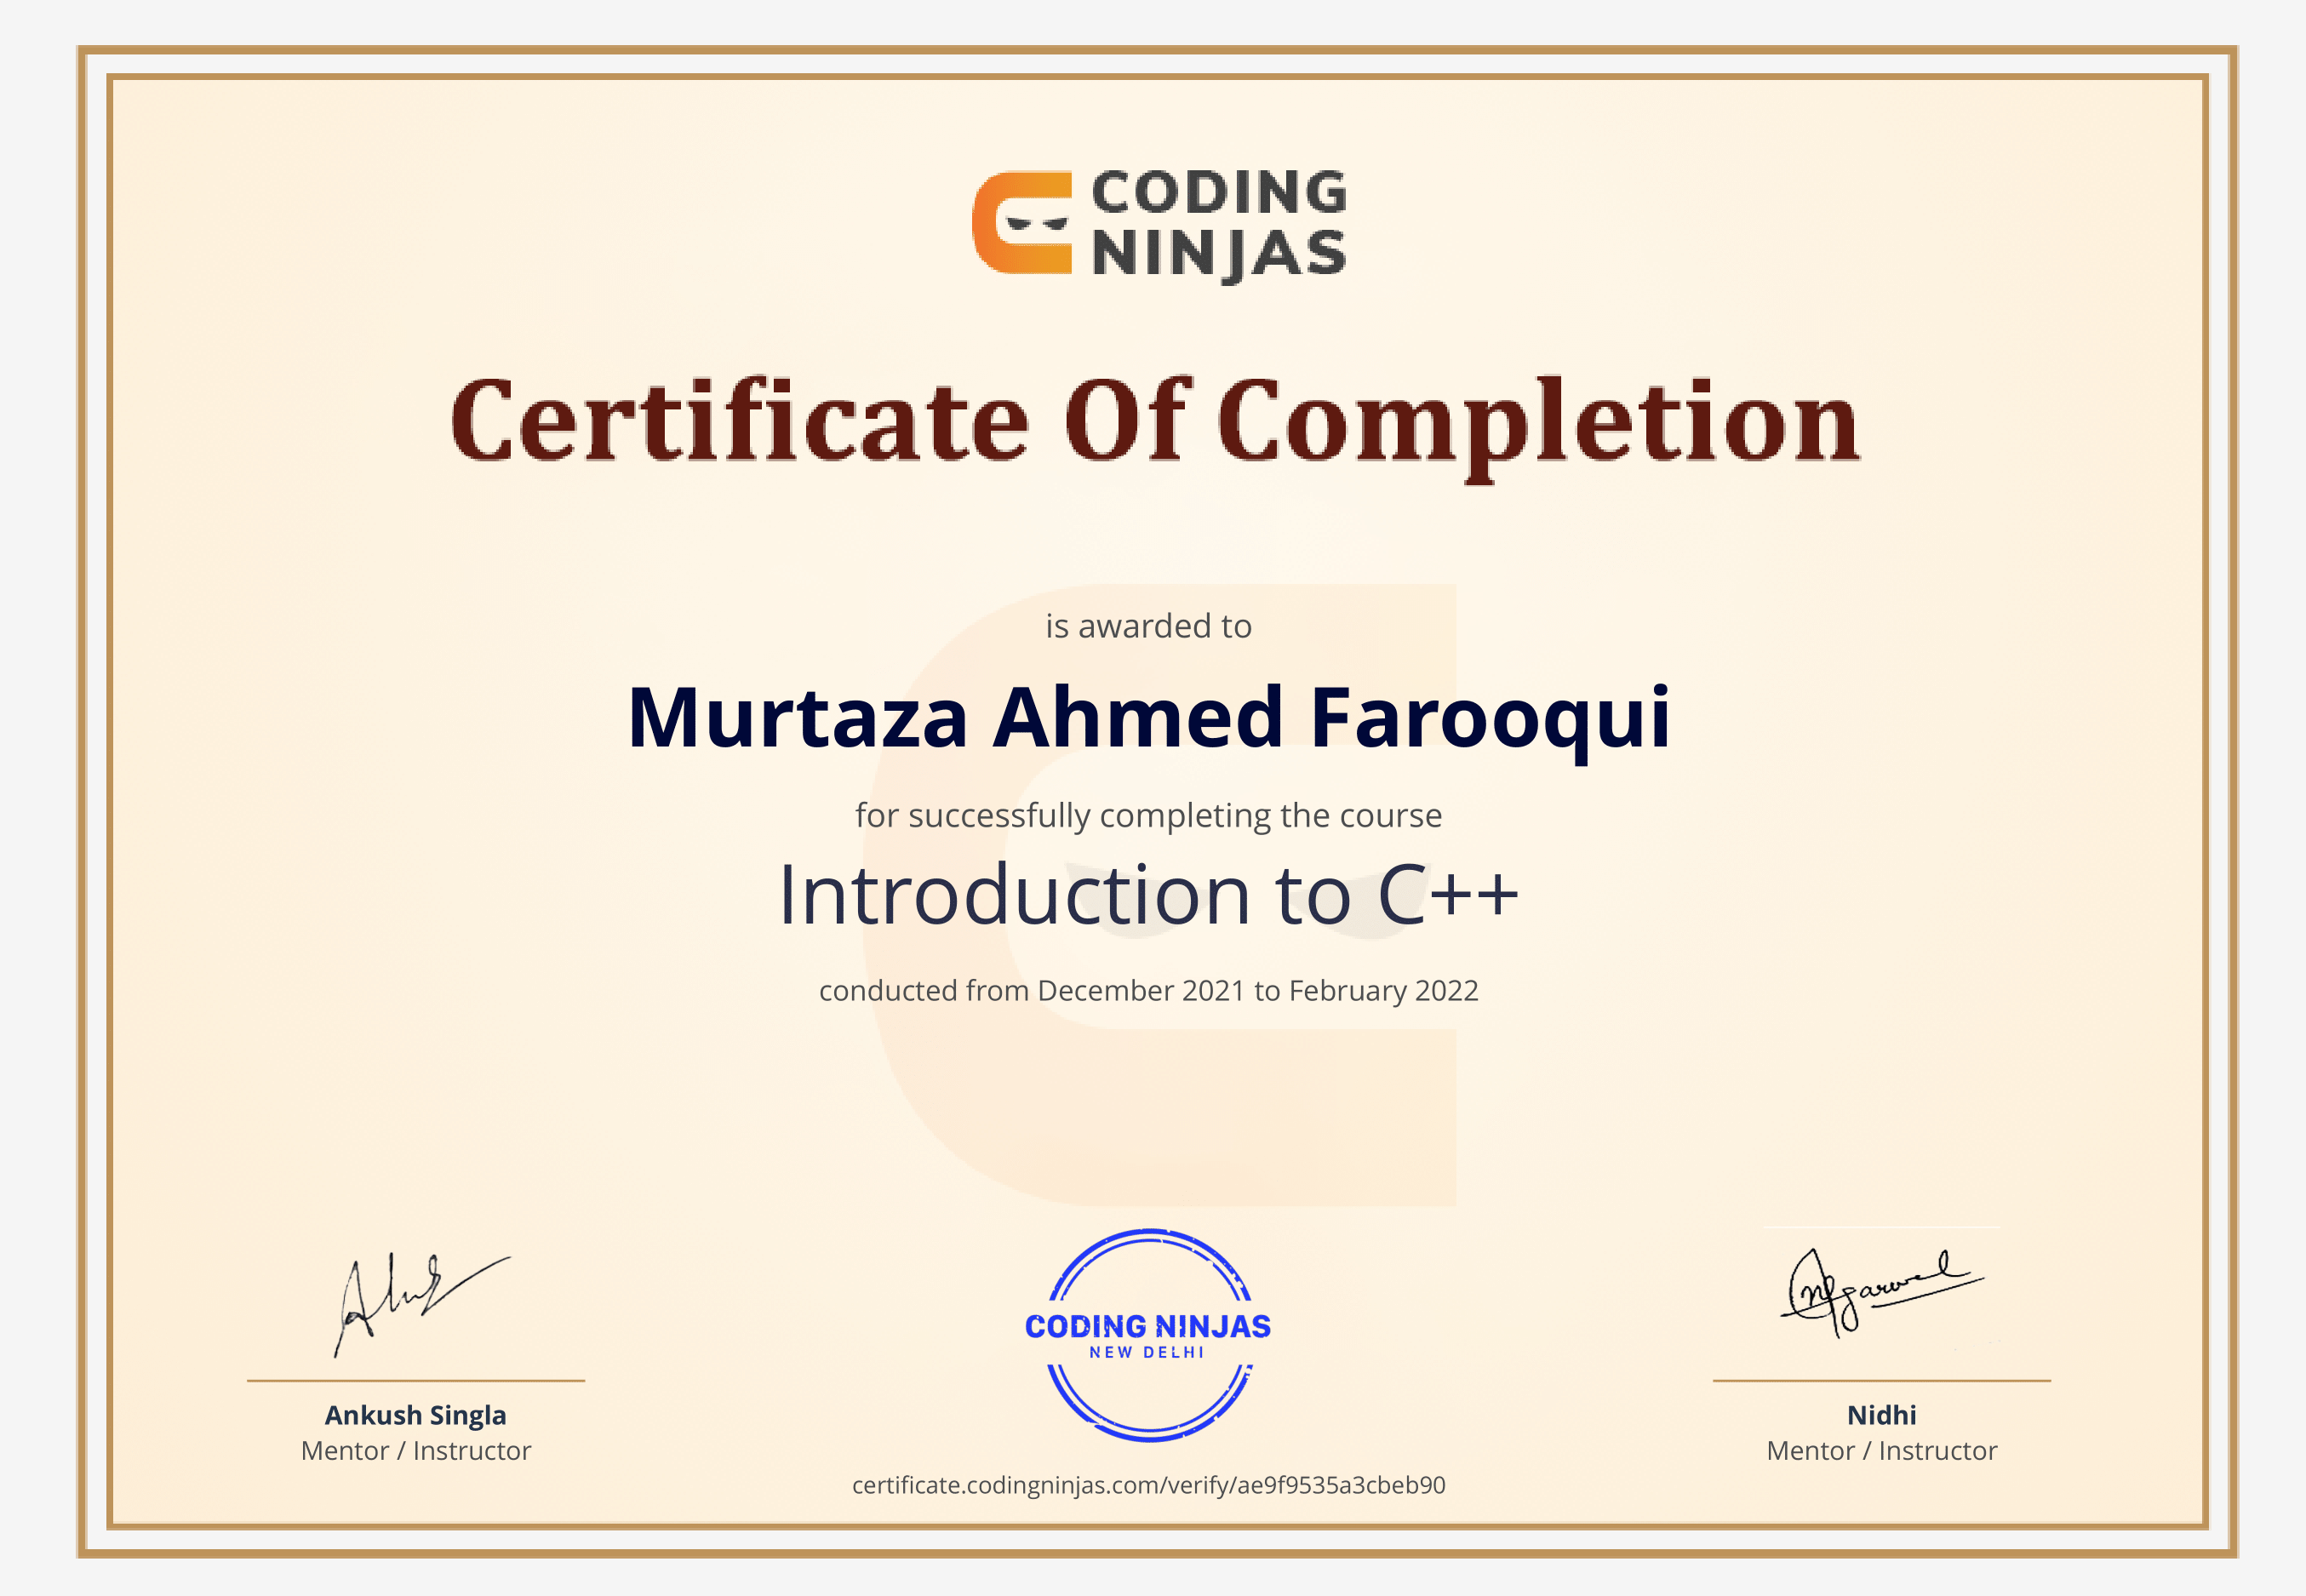 CODING
NINJAS
Certificate Of Completion
is awarded to
Murtaza Ahmed Farooqui
for successfully completing the course
Introduction to C++
conducted from December 2021 to February 2022
CODING NINJAS
NEW DELHI
Agarwal
Ankush Singla
Mentor / Instructor
Nidhi
Mentor / Instructor
certificate.codingninjas.com/verify/ae9f9535a3cbeb90